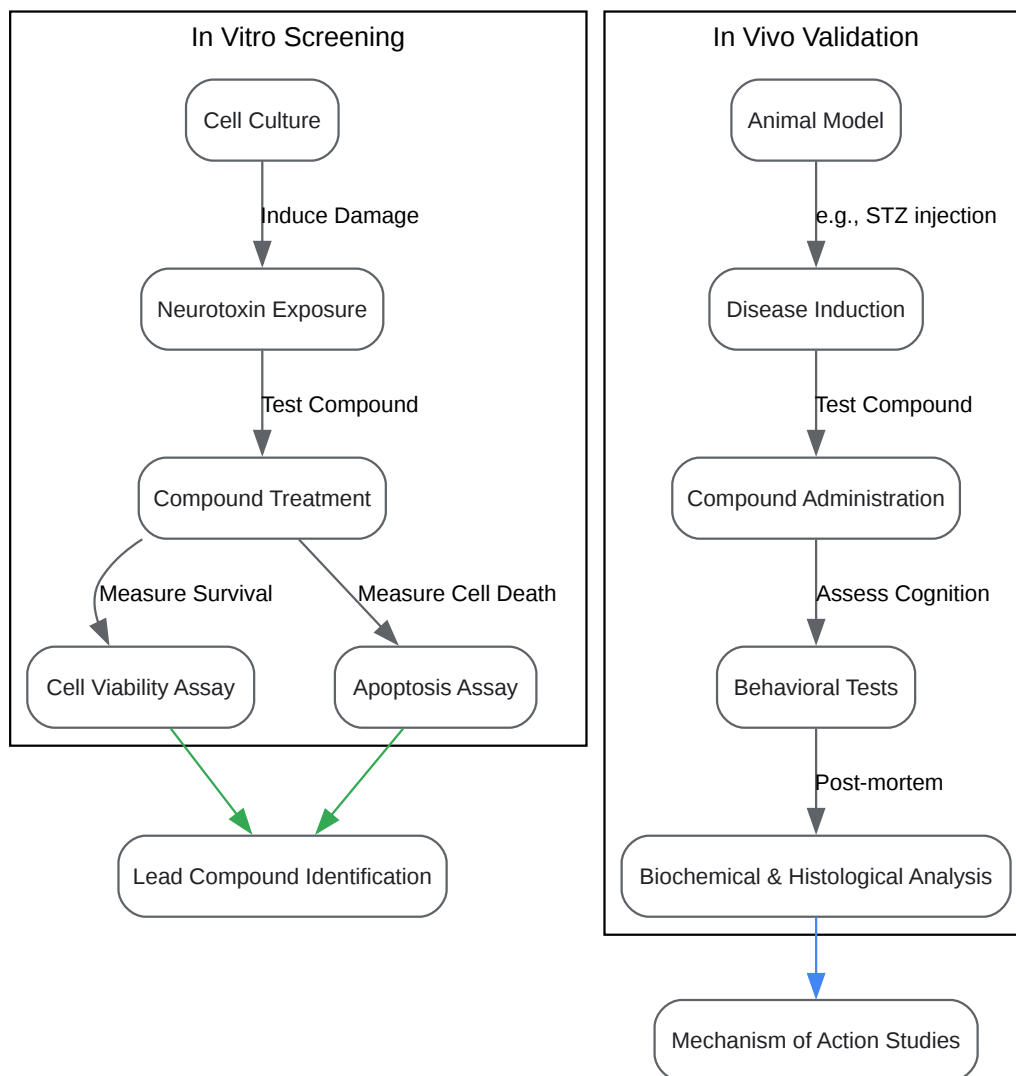 In Vitro Screening
Cell Culture
Induce Damage
Neurotoxin Exposure
Test Compound
Compound Treatment
Measure Survival
Measure Cell Death
Cell Viability Assay
Apoptosis Assay
Lead Compound Identification
In Vivo Validation
Animal Model
e.g., STZ injection
Disease Induction
Test Compound
Compound Administration
Assess Cognition
Behavioral Tests
Post-mortem
Biochemical & Histological Analysis
Mechanism of Action Studies